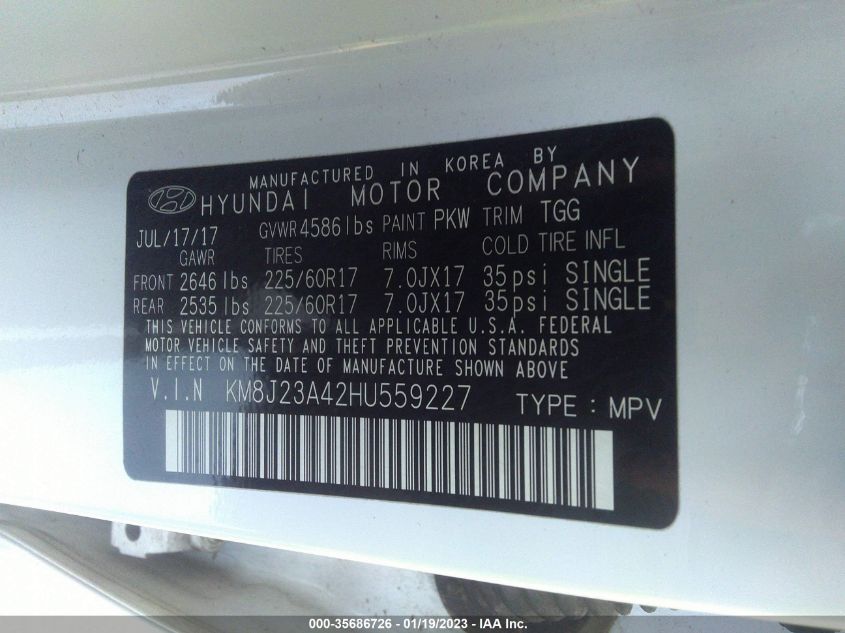 MANUFACTURED IN KOREA BY
HYUNDAI MOTOR COMPANY
JUL/17/17 GVWR 4586 lbs PAINT PKW TRIM TGG
GAWR TIRES RIMS COLD TIRE INFL
FRONT 2646 lbs 225/60R17 7.0JX17 35psi SINGLE
REAR 2535 lbs 225/60R17 7.0JX17 35psi SINGLE
THIS VEHICLE CONFORMS TO ALL APPLICABLE U.S.A. FEDERAL
MOTOR VEHICLE SAFETY AND THEFT PREVENTION STANDARDS
IN EFFECT ON THE DATE OF MANUFACTURE SHOWN ABOVE
V.I.N KM8J23A42HU559227 TYPE : MPV
000-35686726 - 01/19/2023 - IAA Inc.